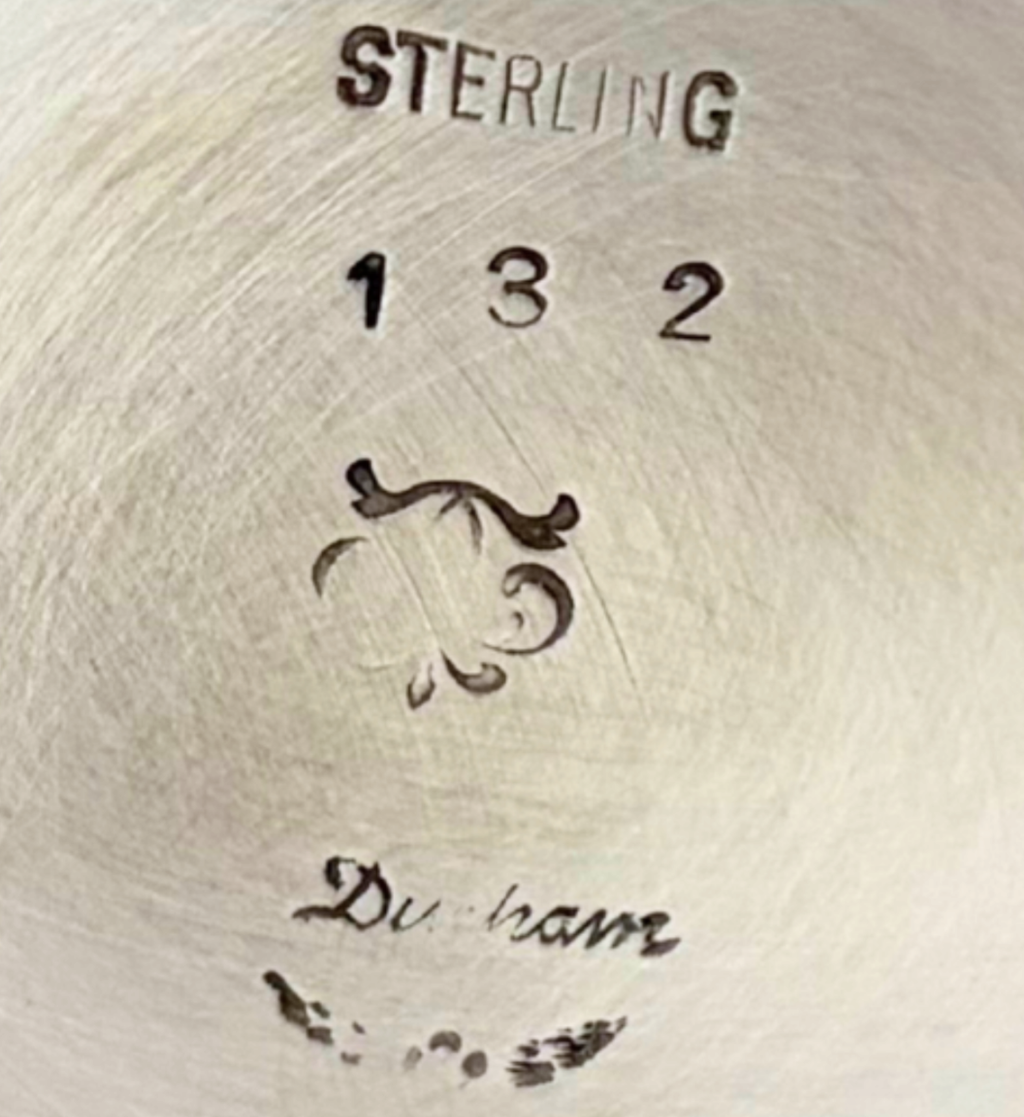 STERLING
1 3 2
Durham